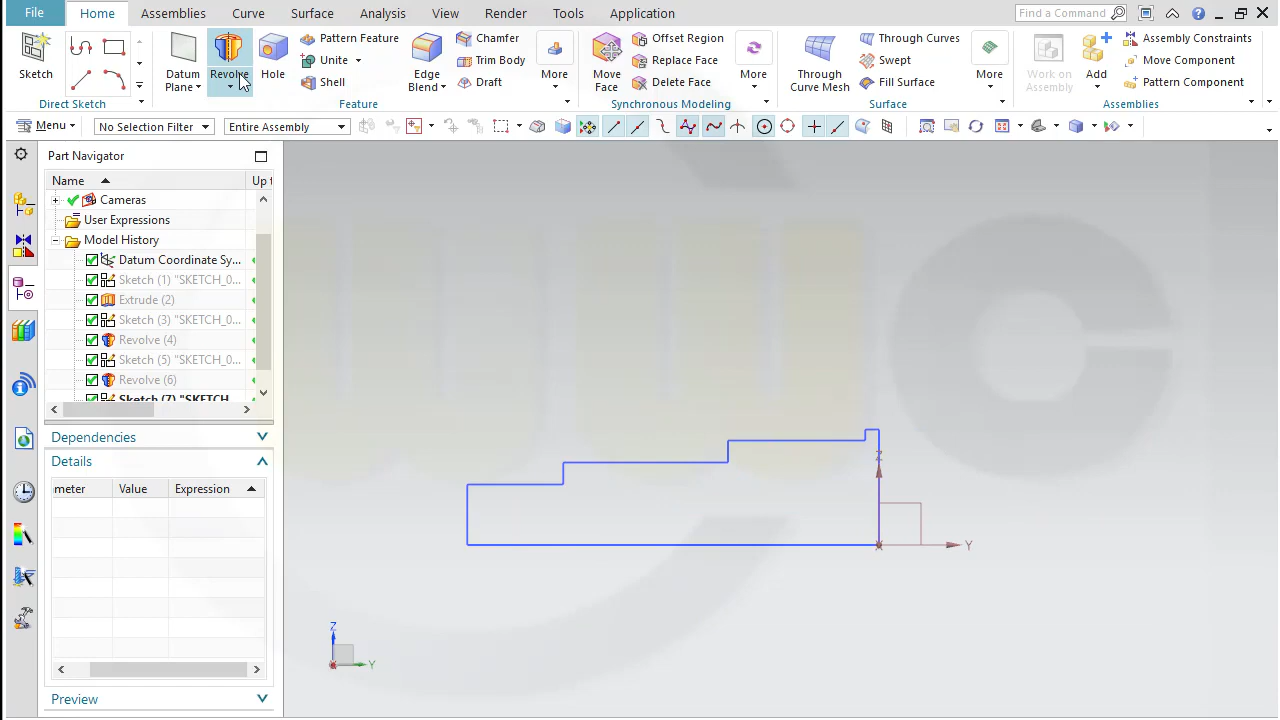 File Home Assemblies Curve Surface Analysis View Render Tools Application Find a Command
Sketch Datum Plane Revolve Hole Pattern Feature Unite Shell Edge Blend Chamfer Trim Body Draft More Move Face Offset Region Replace Face Delete Face More Through Curve Mesh Through Curves Swept Fill Surface More Work on Assembly Add Assembly Constraints Move Component Pattern Component
Direct Sketch Feature Synchronous Modeling Surface Assemblies
Menu No Selection Filter Entire Assembly
Part Navigator
Name Up t
Cameras
User Expressions
Model History
Datum Coordinate Sy...
Sketch (1) "SKETCH_0...
Extrude (2)
Sketch (3) "SKETCH_0...
Revolve (4)
Sketch (5) "SKETCH_0...
Revolve (6)
Sketch (7) "SKETCH
Dependencies
Details
meter Value Expression
Preview
Z
Y
Z
Y